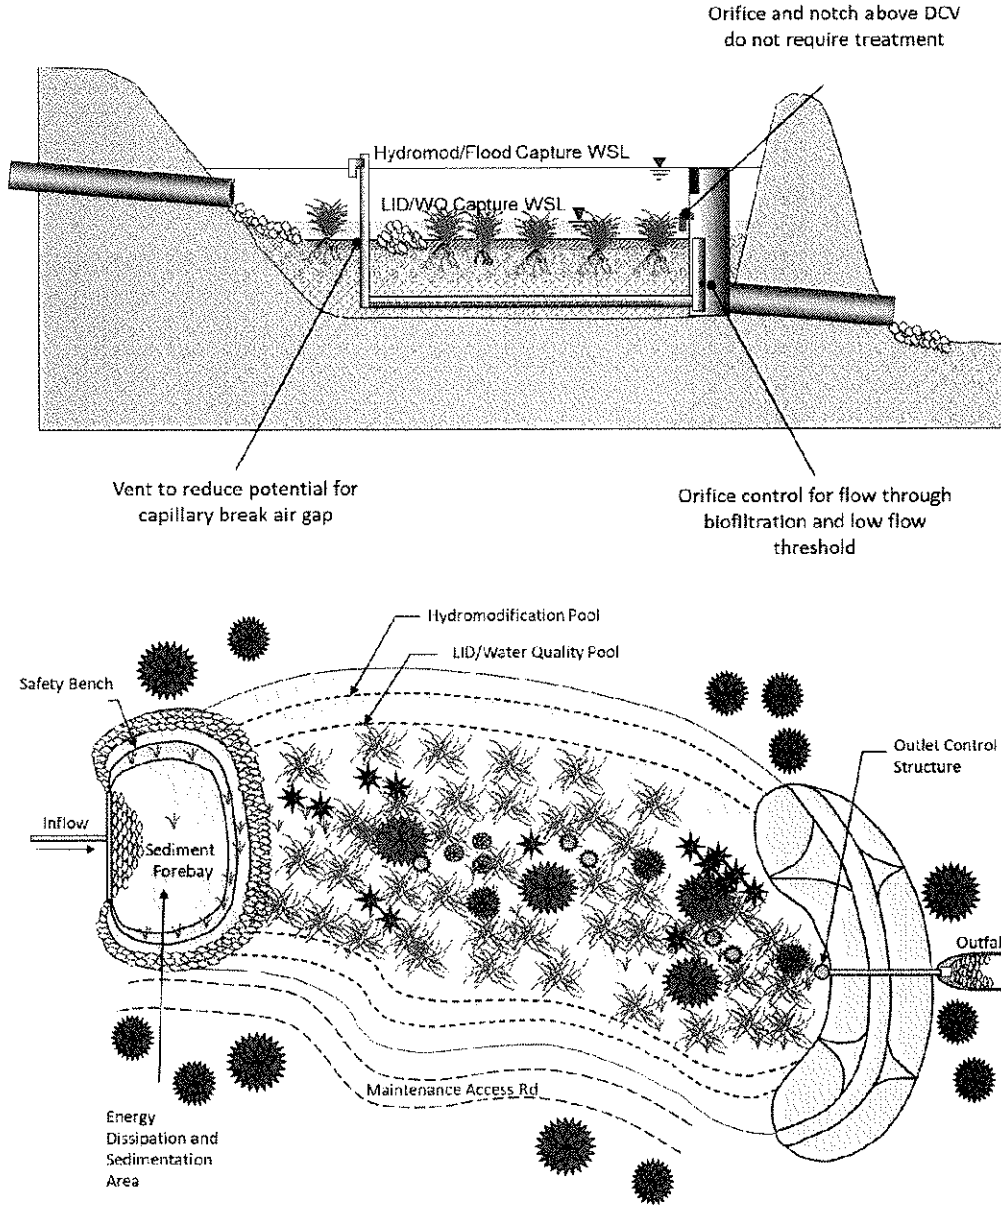 Orifice and notch above DCV
do not require treatment
Hydromod/Flood Capture WSL
LID/WQ Capture WSL
Vent to reduce potential for
capillary break air gap
Orifice control for flow through
biofiltration and low flow
threshold
Hydromodification Pool
LID/Water Quality Pool
Safety Bench
Outlet Control
Structure
Inflow
Sediment
Forebay
Outfal
Maintenance Access Rd
Energy
Dissipation and
Sedimentation
Area